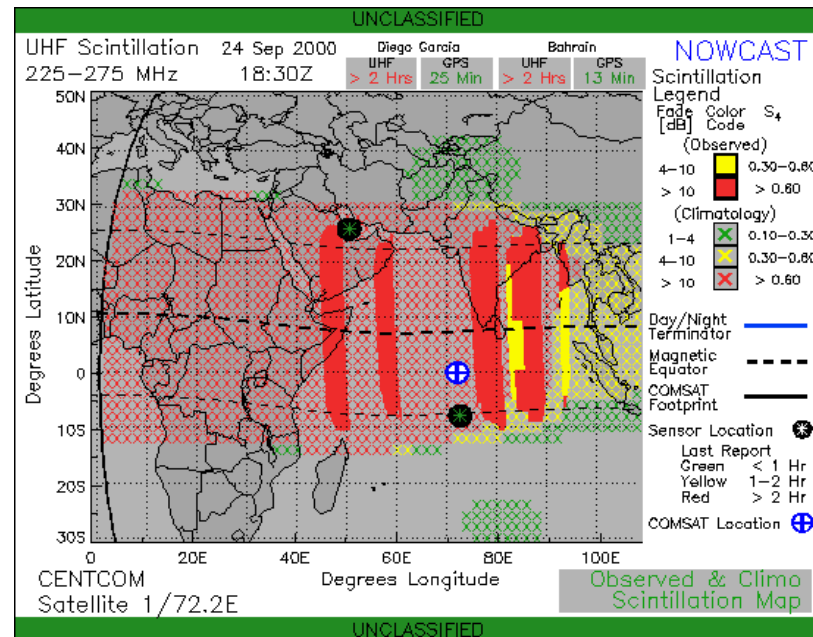 UNCLASSIFIED
UHF Scintillation 24 Sep 2000 Diego Garcia Bahrain NOWCAST
225-275 MHz 18:30Z UHF GPS UHF GPS
> 2 Hrs 25 Min > 2 Hrs 13 Min
Scintillation
Legend
Fade Color S4
[dB] Code
(Observed)
4-10 0.30-0.60
> 10 > 0.60
(Climatology)
1-4 0.10-0.30
4-10 0.30-0.60
> 10 > 0.60
Day/Night
Terminator
Magnetic
Equator
COMSAT
Footprint
Sensor Location
Last Report
Green < 1 Hr
Yellow 1-2 Hr
Red > 2 Hr
COMSAT Location
Degrees Latitude
50N
40N
30N
20N
10N
0
10S
20S
30S
0 20E 40E 60E 80E 100E
Degrees Longitude
CENTCOM
Satellite 1/72.2E
Observed & Climo
Scintillation Map
UNCLASSIFIED